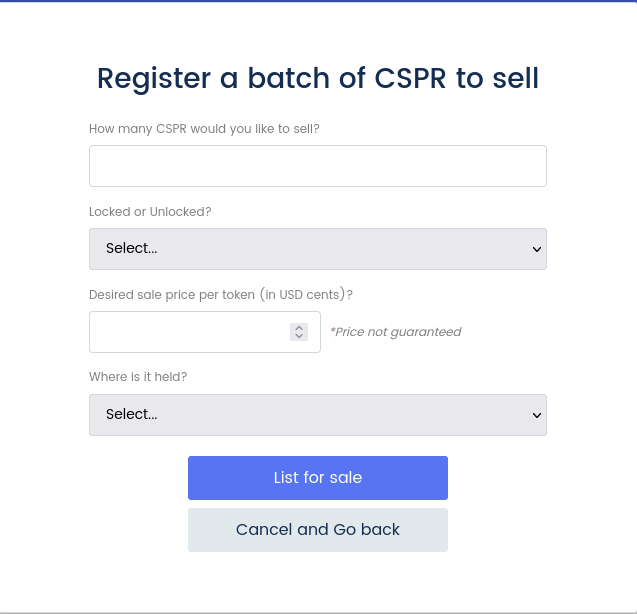 Register a batch of CSPR to sell
How many CSPR would you like to sell?
Locked or Unlocked?
Select...
Desired sale price per token (in USD cents)?
*Price not guaranteed
Where is it held?
Select...
List for sale
Cancel and Go back